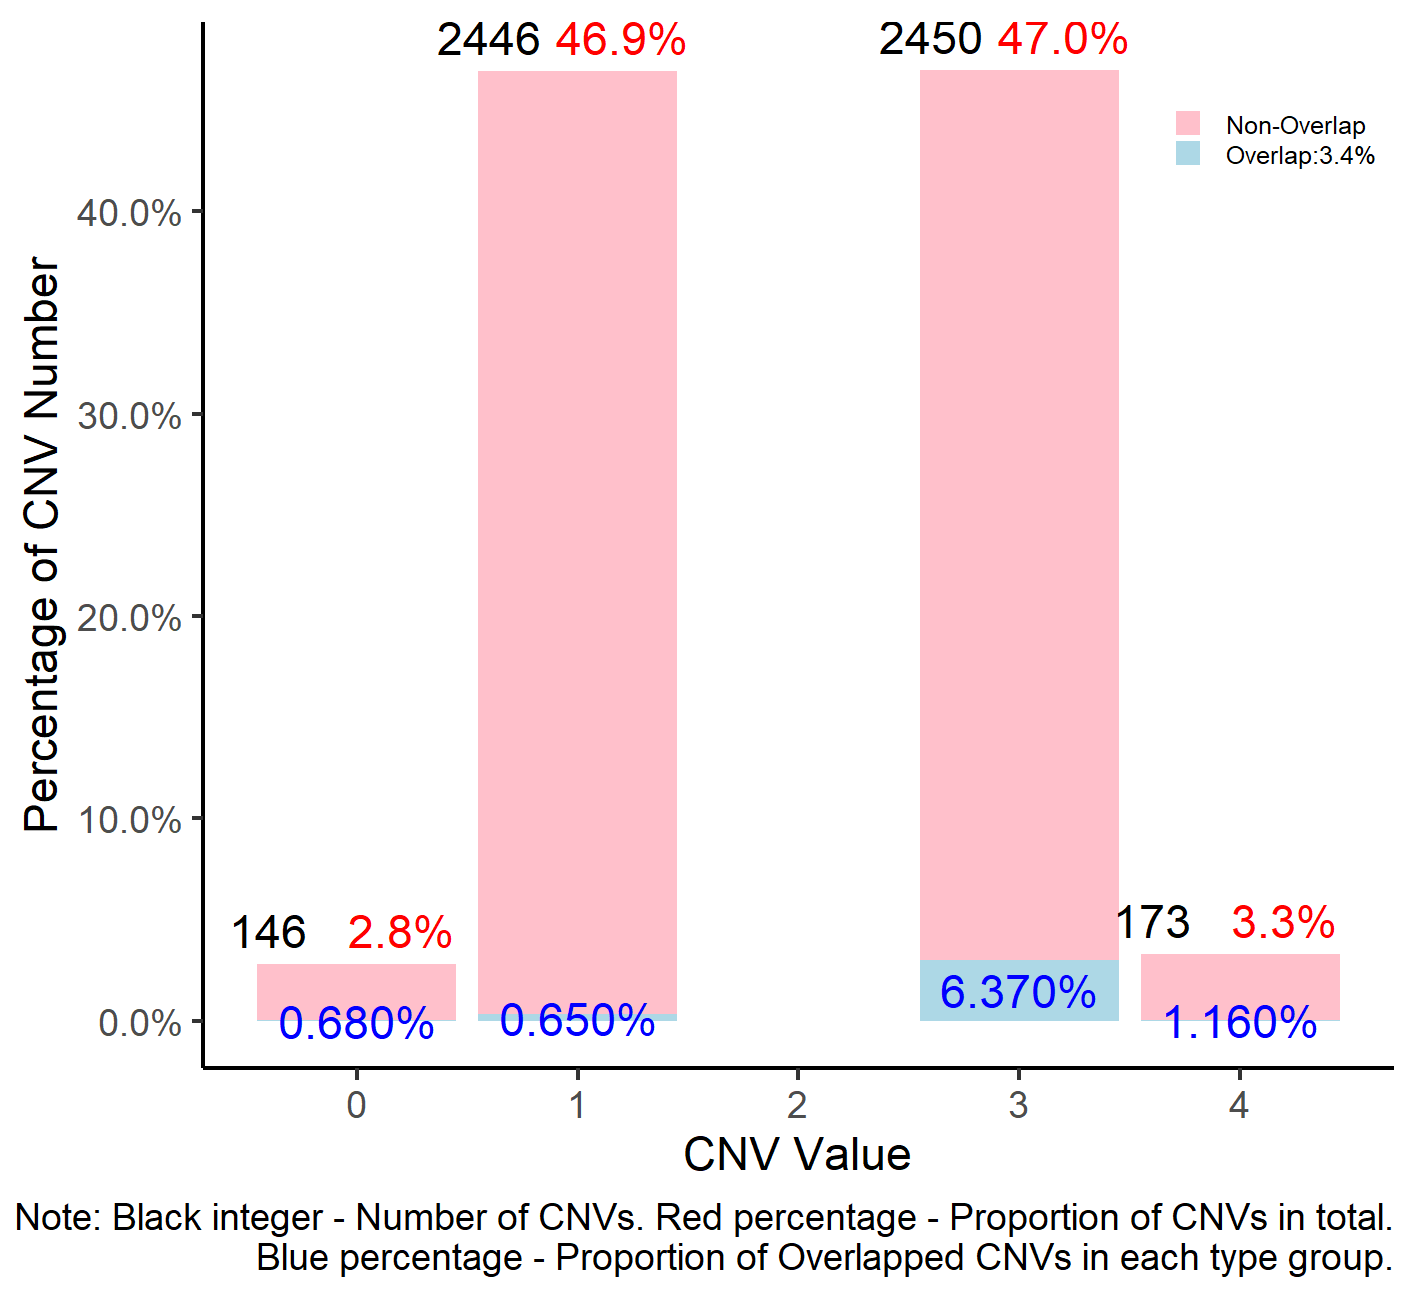 2446 46.9%
2450 47.0%
Non-Overlap
Overlap:3.4%
Percentage of CNV Number
40.0%
30.0%
20.0%
10.0%
0.0%
146 2.8%
173 3.3%
0.680%
0.650%
6.370%
1.160%
0 1 2 3 4
CNV Value
Note: Black integer - Number of CNVs. Red percentage - Proportion of CNVs in total.
Blue percentage - Proportion of Overlapped CNVs in each type group.